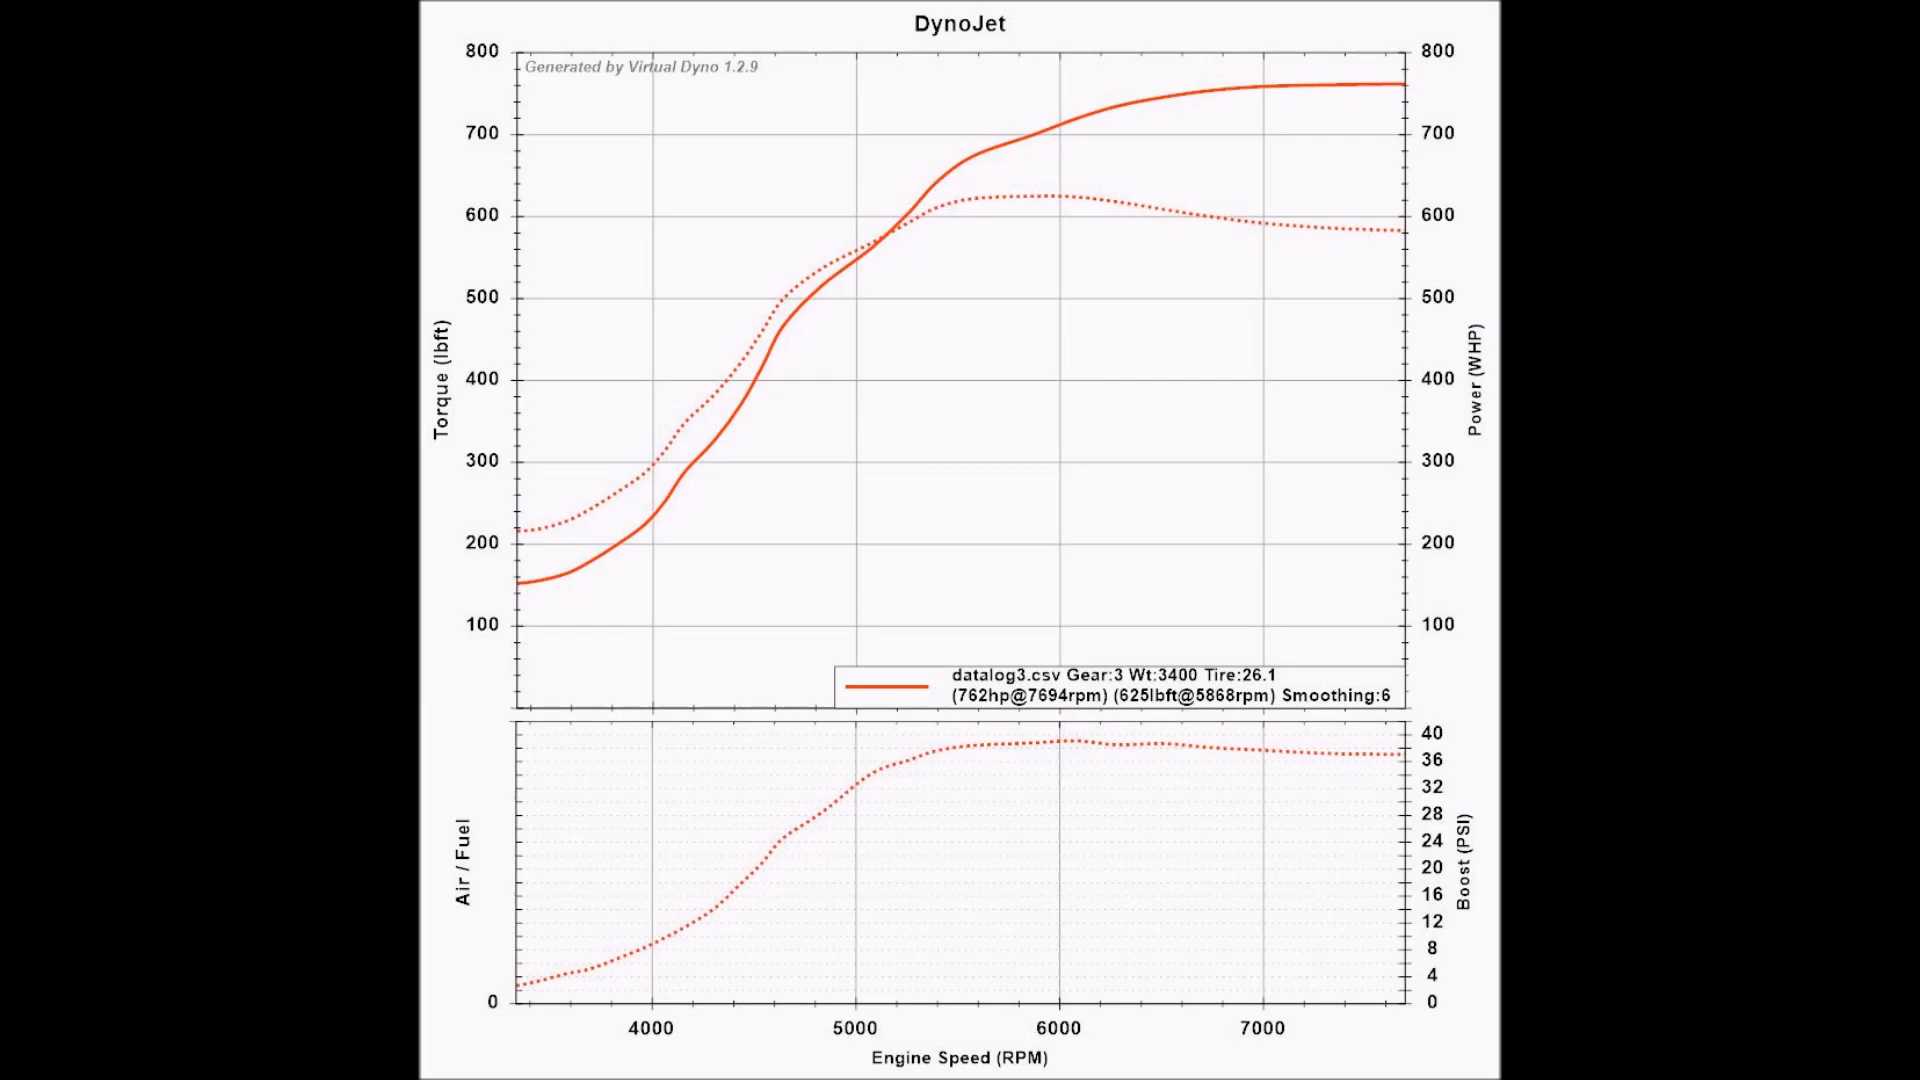 DynoJet
Generated by Virtual Dyno 1.2.9
800
700
600
500
400
300
200
100
Torque (lbft)
800
700
600
500
400
300
200
100
Power (WHP)
datalog3.csv Gear:3 Wt:3400 Tire:26.1
(762hp@7694rpm) (625lbft@5868rpm) Smoothing:6
Air / Fuel
0
40
36
32
28
24
20
16
12
8
4
0
Boost (PSI)
4000 5000 6000 7000
Engine Speed (RPM)